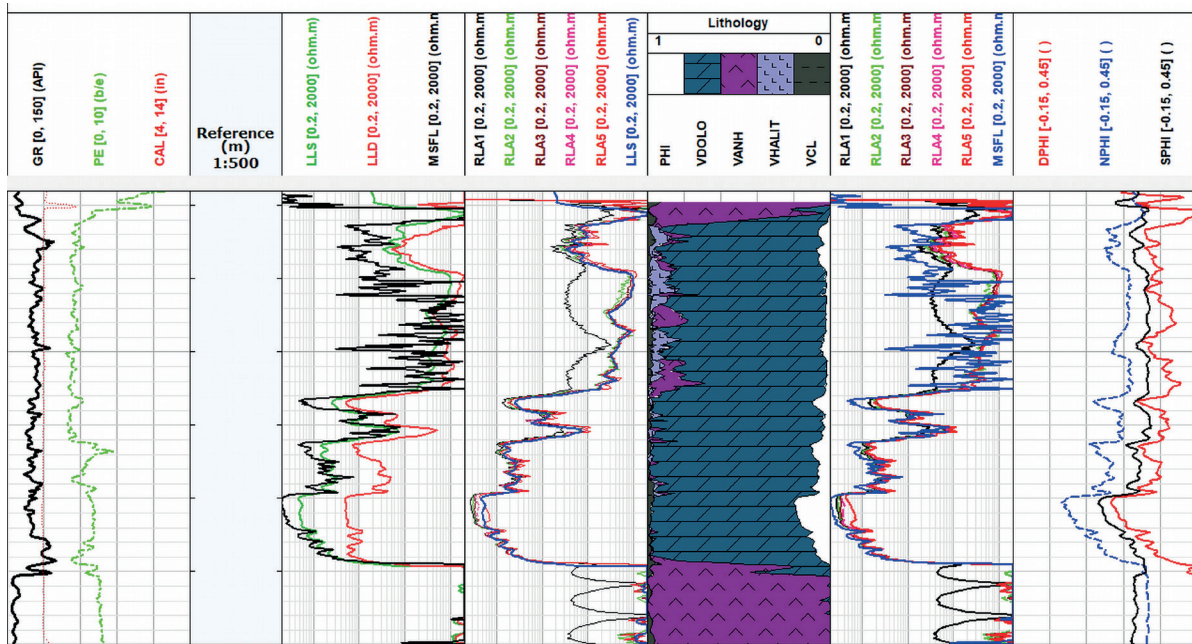 GR [0, 150] (API)
PE [0, 10] (b/e)
CAL [4, 14] (in)
Reference
(m)
1:500
LLS [0.2, 2000] (ohm.m)
LLD [0.2, 2000] (ohm.m)
MSFL [0.2, 2000] (ohm.m
RLA1 [0.2, 2000] (ohm.m)
RLA2 [0.2, 2000] (ohm.m)
RLA3 [0.2, 2000] (ohm.m)
RLA4 [0.2, 2000] (ohm.m)
RLA5 [0.2, 2000] (ohm.m)
LLS [0.2, 2000] (ohm.m)
Lithology
1 0
PHI
VDOLO
VANH
VHALIT
VCL
RLA1 [0.2, 2000] (ohm.m)
RLA2 [0.2, 2000] (ohm.m)
RLA3 [0.2, 2000] (ohm.m)
RLA4 [0.2, 2000] (ohm.m)
RLA5 [0.2, 2000] (ohm.m)
MSFL [0.2, 2000] (ohm.m
DPHI [-0.15, 0.45] ( )
NPHI [-0.15, 0.45] ( )
SPHI [-0.15, 0.45] ( )